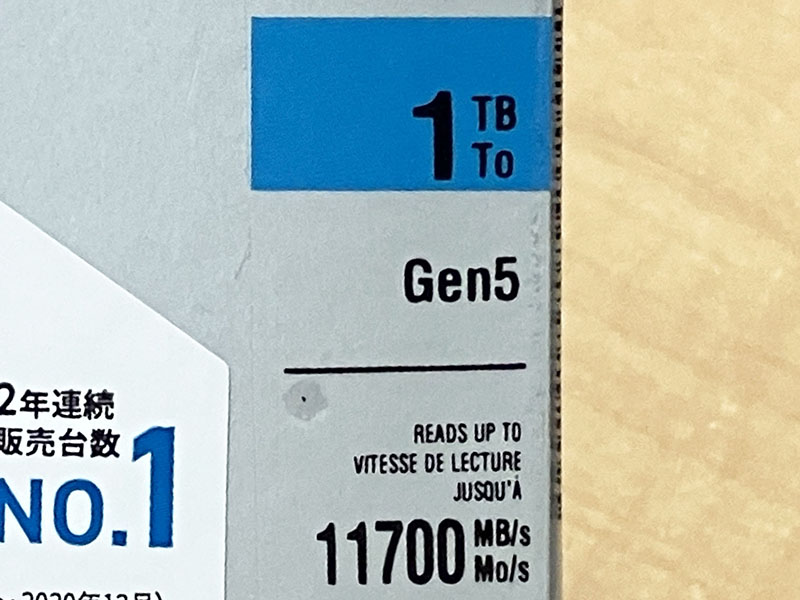 1 TB
To
Gen5
READS UP TO
VITESSE DE LECTURE
JUSQU'À
11700 MB/s
Mo/s
2年連続
販売台数
No.1